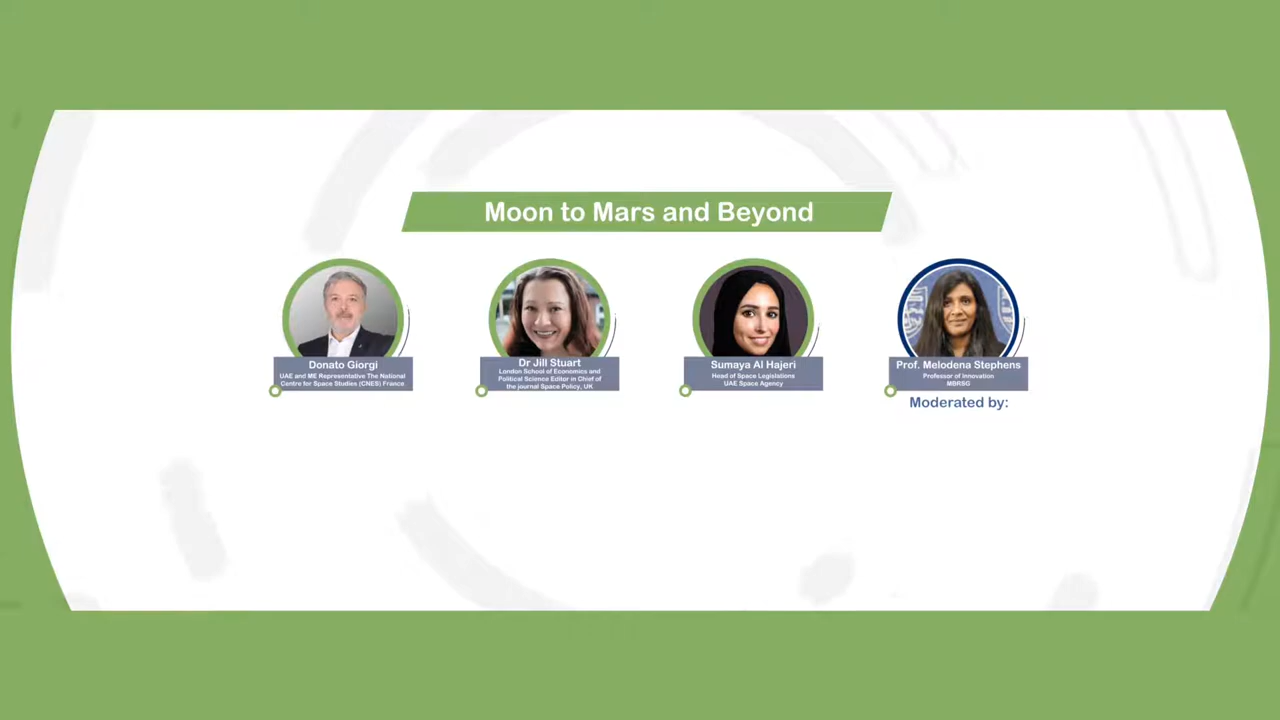 Moon to Mars and Beyond
Donato Giorgi
UAE and ME Representative The National
Centre for Space Studies (CNES) France
Dr Jill Stuart
London School of Economics and
Political Science Editor in Chief of
the journal Space Policy, UK
Sumaya Al Hajeri
Head of Space Legislations
UAE Space Agency
Prof. Melodena Stephens
Professor of Innovation
MBRSG
Moderated by: